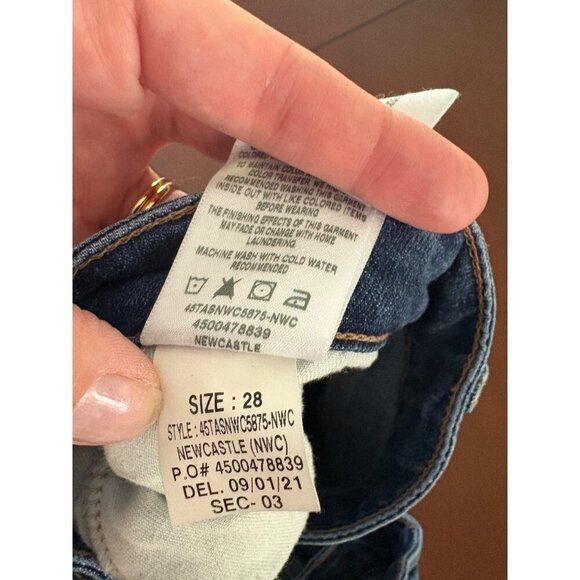 TO MAINTAIN COLOR
COLOR TRANSFER, WE
RECOMMENDED WASHING THIS GARMENT
INSIDE OUT WITH LIKE COLORED ITEMS
BEFORE WEARING
THE FINISHING EFFECTS OF THIS GARMENT
MAY FADE OR CHANGE WITH HOME
LAUNDERING
MACHINE WASH WITH COLD WATER
RECOMMENDED
45TASNWC5875-NWC
4500478839
NEWCASTLE
SIZE : 28
STYLE : 45TASNWC5875-NWC
NEWCASTLE (NWC)
P.O# 4500478839
DEL. 09/01/21
SEC- 03